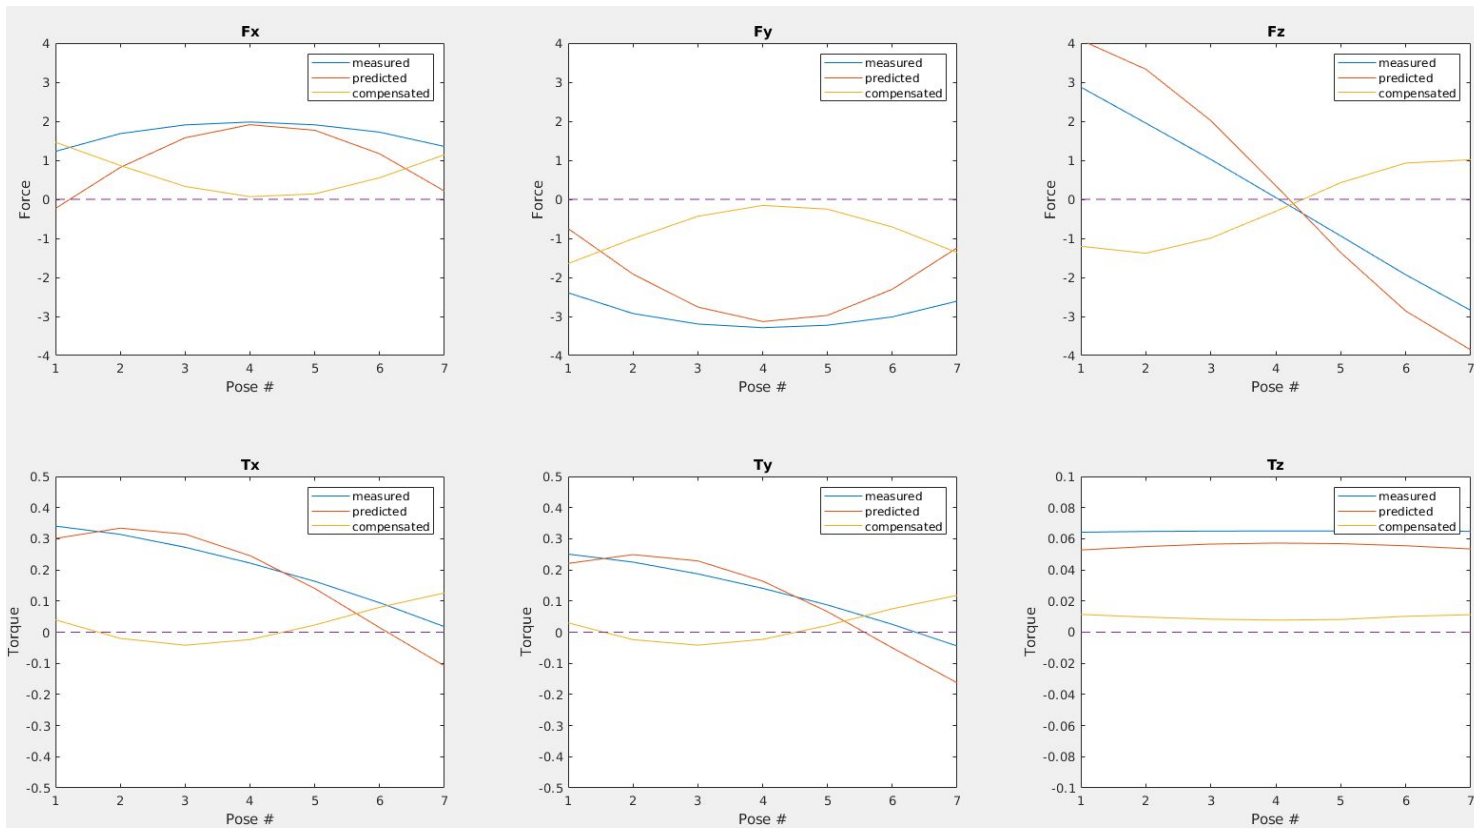 Fx
4
3
2
1
0
-1
-2
-3
-4
Force
measured
predicted
compensated
1 2 3 4 5 6 7
Pose #
Fy
4
3
2
1
0
-1
-2
-3
-4
Force
measured
predicted
compensated
1 2 3 4 5 6 7
Pose #
Fz
4
3
2
1
0
-1
-2
-3
-4
Force
measured
predicted
compensated
1 2 3 4 5 6 7
Pose #
Tx
0.5
0.4
0.3
0.2
0.1
0
-0.1
-0.2
-0.3
-0.4
-0.5
Torque
measured
predicted
compensated
1 2 3 4 5 6 7
Pose #
Ty
0.5
0.4
0.3
0.2
0.1
0
-0.1
-0.2
-0.3
-0.4
-0.5
Torque
measured
predicted
compensated
1 2 3 4 5 6 7
Pose #
Tz
0.1
0.08
0.06
0.04
0.02
0
-0.02
-0.04
-0.06
-0.08
-0.1
Torque
measured
predicted
compensated
1 2 3 4 5 6 7
Pose #